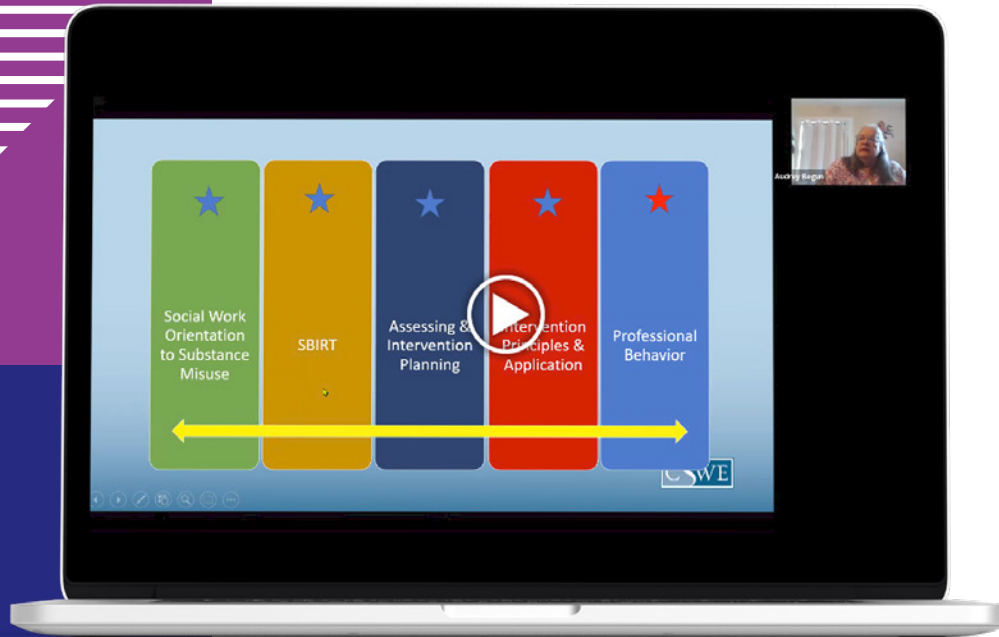 Audrey Begun
Social Work
Orientation
to Substance
Misuse
SBIRT
Assessing &
Intervention
Planning
Intervention
Principles &
Application
Professional
Behavior
CSWE